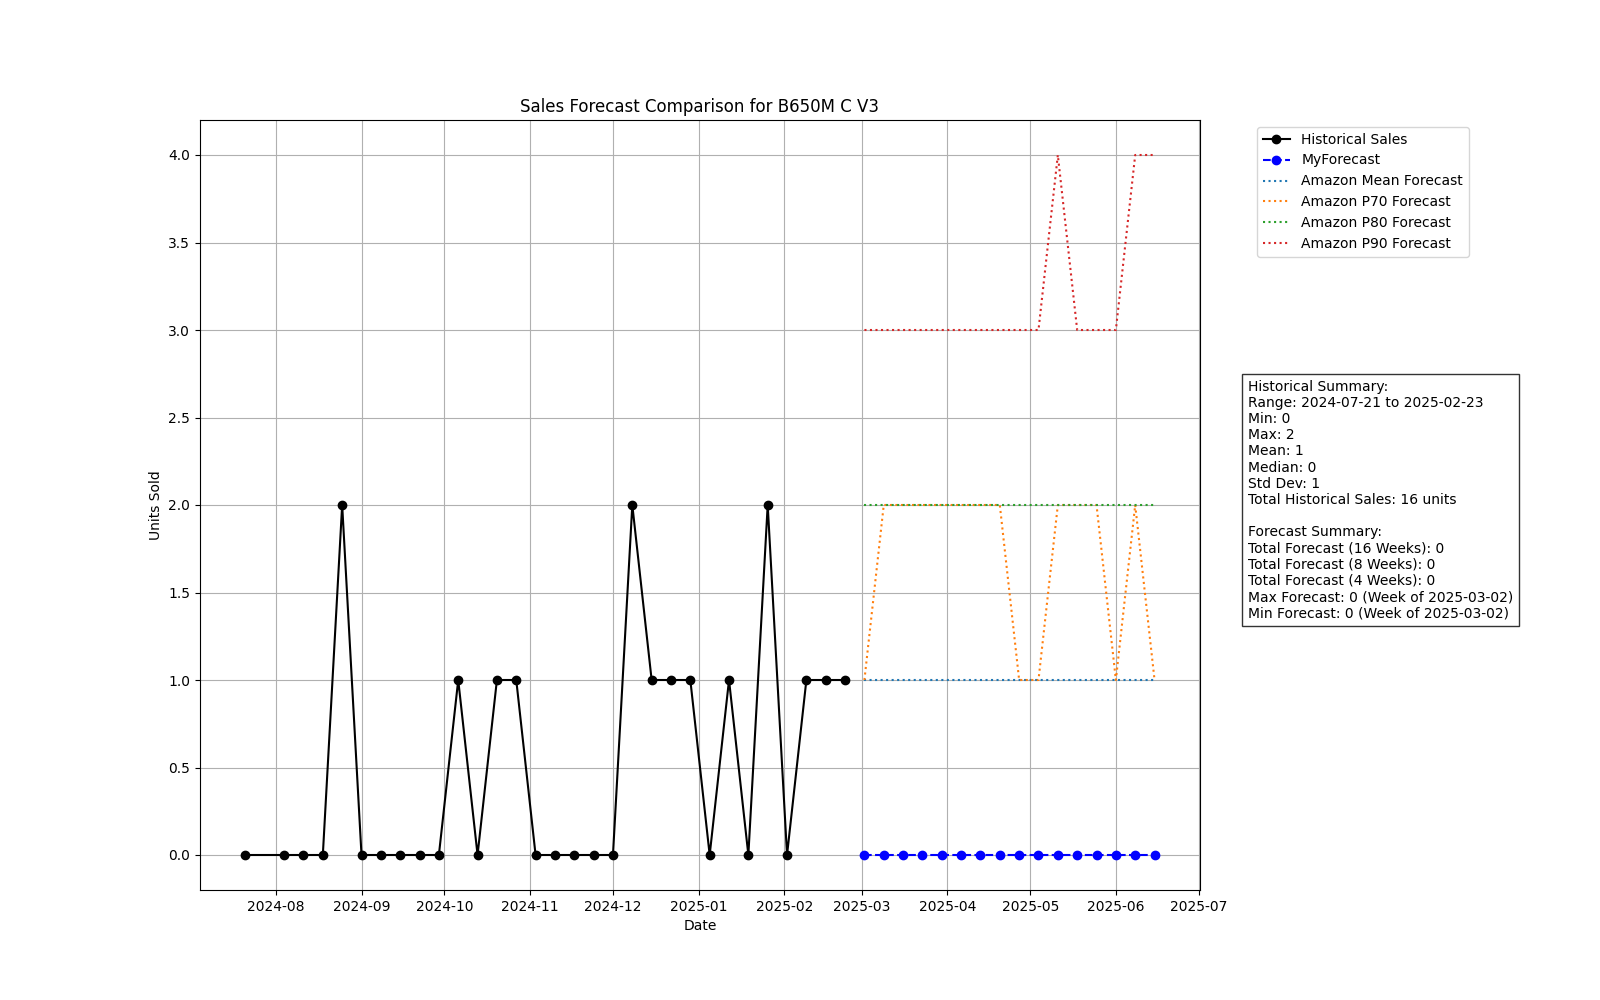 Sales Forecast Comparison for B650M C V3
Units Sold
4.0
3.5
3.0
2.5
2.0
1.5
1.0
0.5
0.0
2024-08
2024-09
2024-10
2024-11
2024-12
2025-01
2025-02
2025-03
2025-04
2025-05
2025-06
2025-07
Date
Historical Sales
MyForecast
Amazon Mean Forecast
Amazon P70 Forecast
Amazon P80 Forecast
Amazon P90 Forecast
Historical Summary:
Range: 2024-07-21 to 2025-02-23
Min: 0
Max: 2
Mean: 1
Median: 0
Std Dev: 1
Total Historical Sales: 16 units
Forecast Summary:
Total Forecast (16 Weeks): 0
Total Forecast (8 Weeks): 0
Total Forecast (4 Weeks): 0
Max Forecast: 0 (Week of 2025-03-02)
Min Forecast: 0 (Week of 2025-03-02)